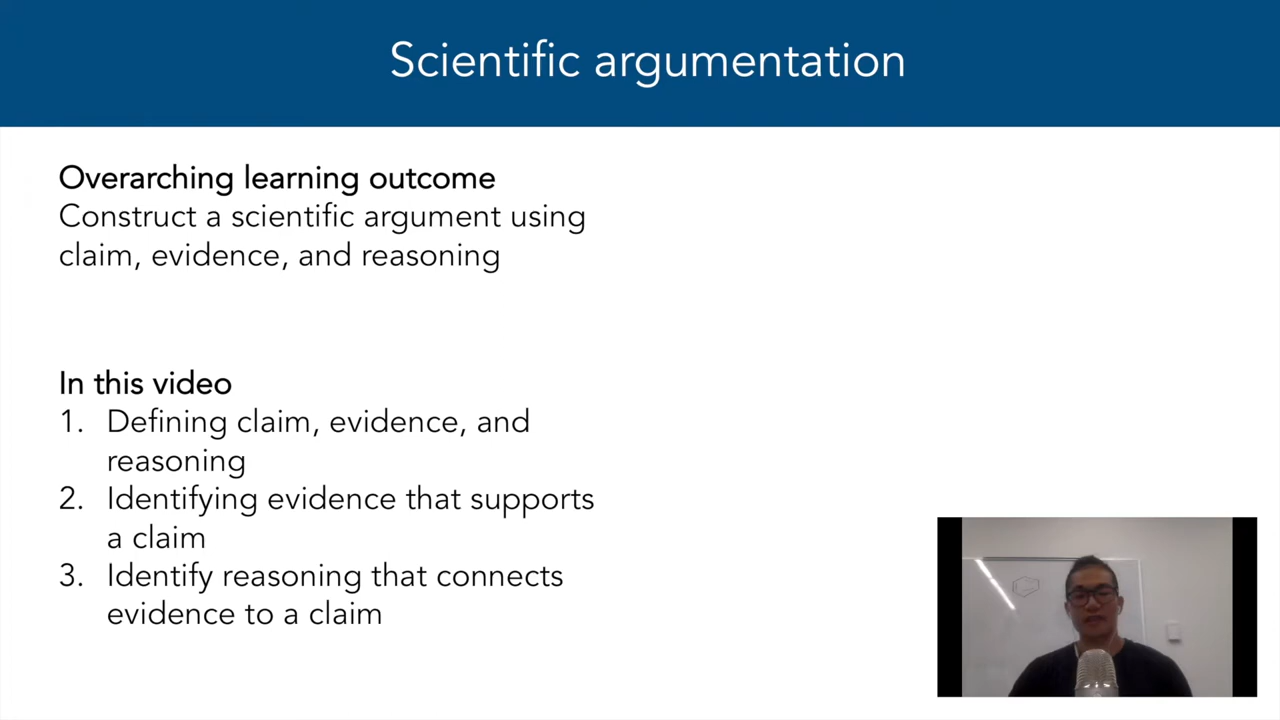 Scientific argumentation
Overarching learning outcome
Construct a scientific argument using
claim, evidence, and reasoning
In this video
1. Defining claim, evidence, and
reasoning
2. Identifying evidence that supports
a claim
3. Identify reasoning that connects
evidence to a claim